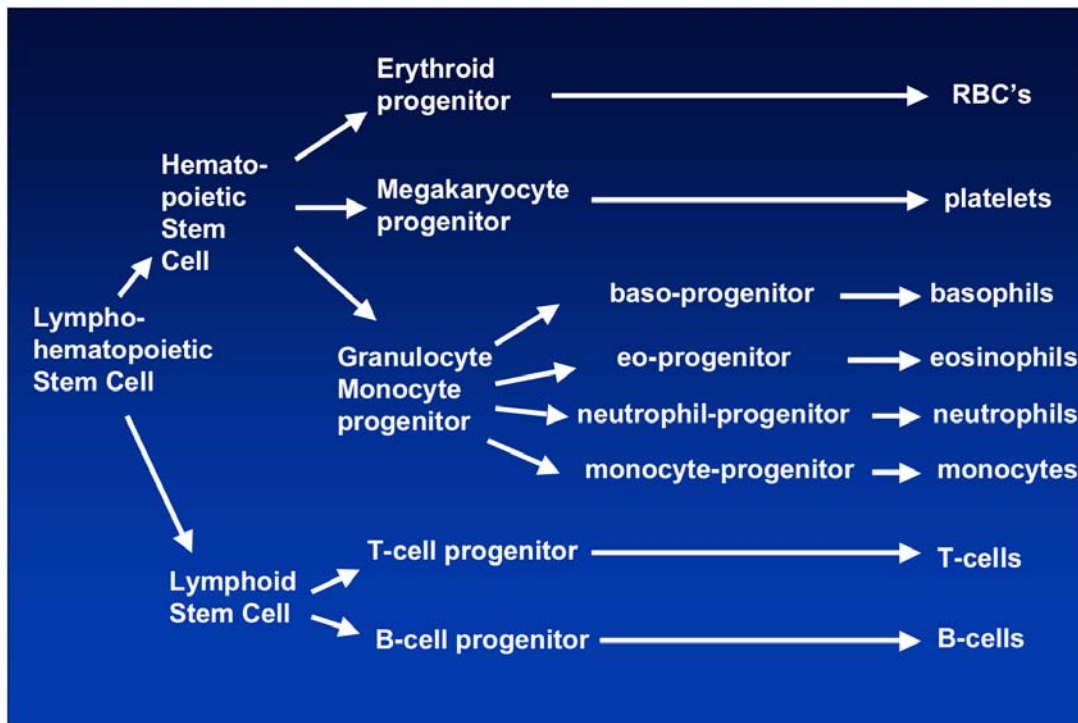 Erythroid
progenitor
RBC's
Hemato-
poietic
Stem
Cell
Megakaryocyte
progenitor
platelets
Lympho-
hematopoietic
Stem Cell
Granulocyte
Monocyte
progenitor
baso-progenitor
basophils
eo-progenitor
eosinophils
neutrophil-progenitor
neutrophils
monocyte-progenitor
monocytes
Lymphoid
Stem Cell
T-cell progenitor
T-cells
B-cell progenitor
B-cells